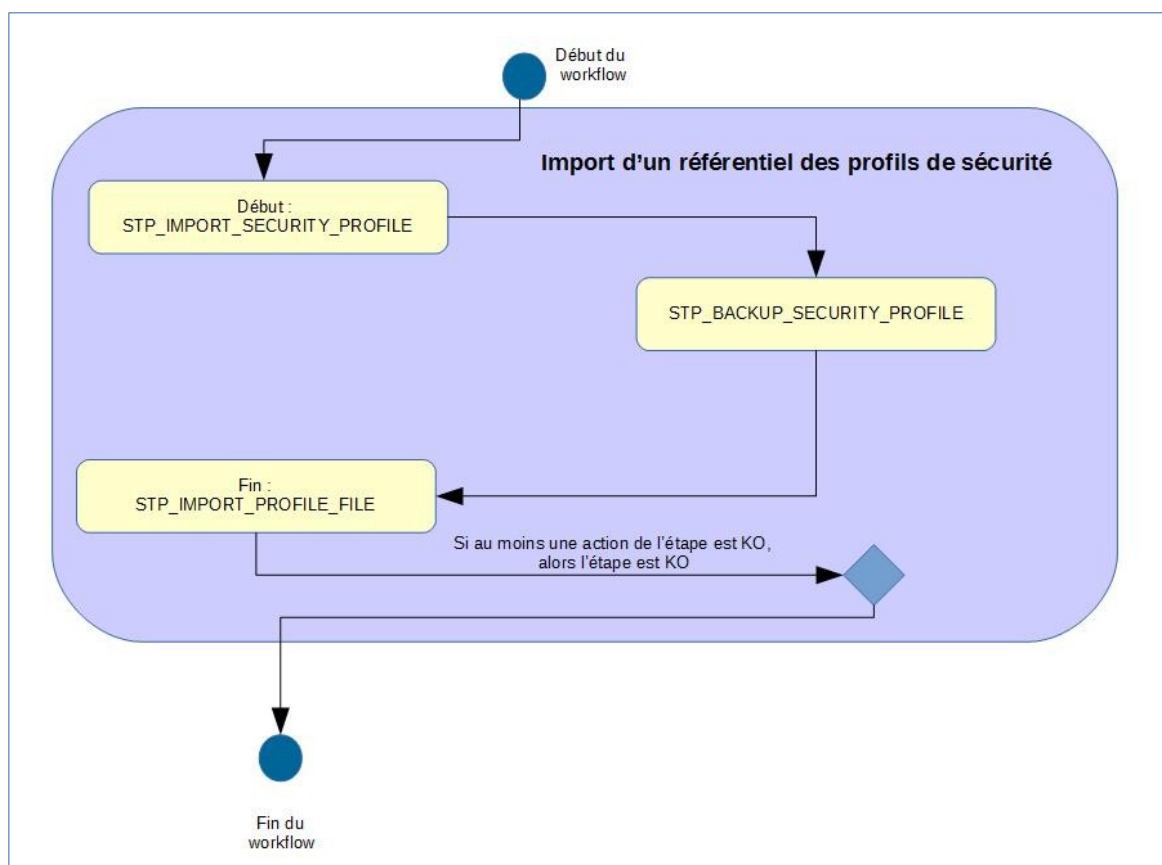 Début du
workflow
Import d'un référentiel des profils de sécurité
Début :
STP_IMPORT_SECURITY_PROFILE
STP_BACKUP_SECURITY_PROFILE
Fin :
STP_IMPORT_PROFILE_FILE
Si au moins une action de l'étape est KO,
alors l'étape est KO
Fin du
workflow